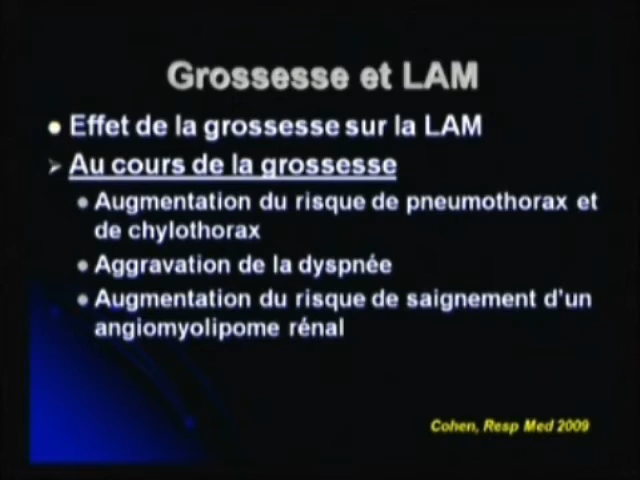 Grossesse et LAM
Effet de la grossesse sur la LAM
Au cours de la grossesse
Augmentation du risque de pneumothorax et
de chylothorax
Aggravation de la dyspnée
Augmentation du risque de saignement d'un
angiomyolipome rénal
Cohen, Resp Med 2009